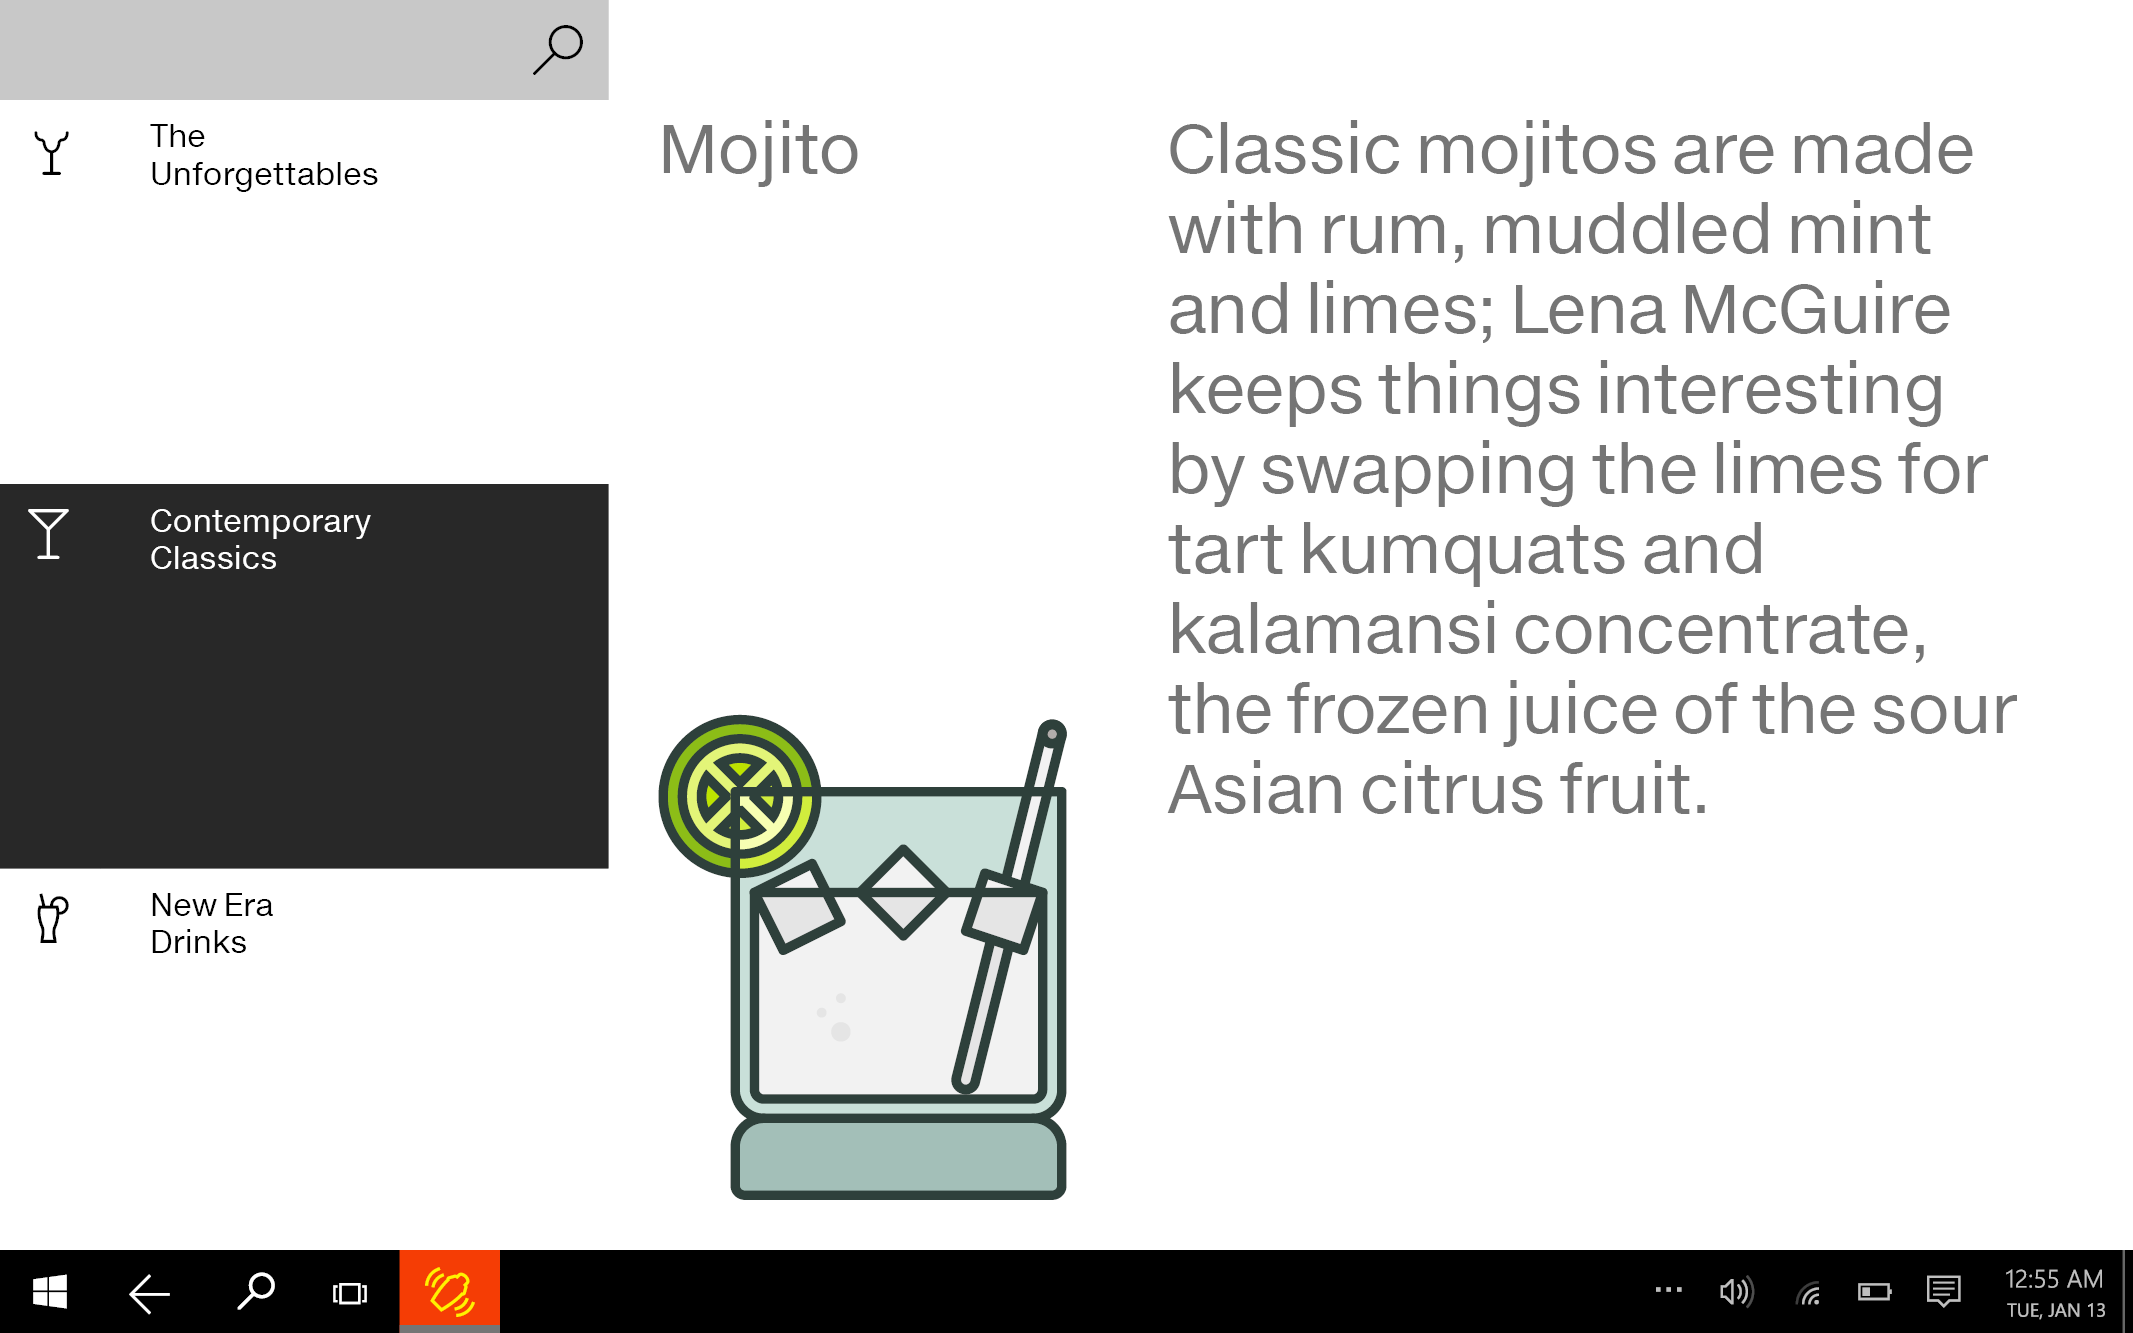 The
Unforgettables
Contemporary
Classics
New Era
Drinks
Mojito
Classic mojitos are made
with rum, muddled mint
and limes; Lena McGuire
keeps things interesting
by swapping the limes for
tart kumquats and
kalamansi concentrate,
the frozen juice of the sour
Asian citrus fruit.
12:55 AM
TUE, JAN 13